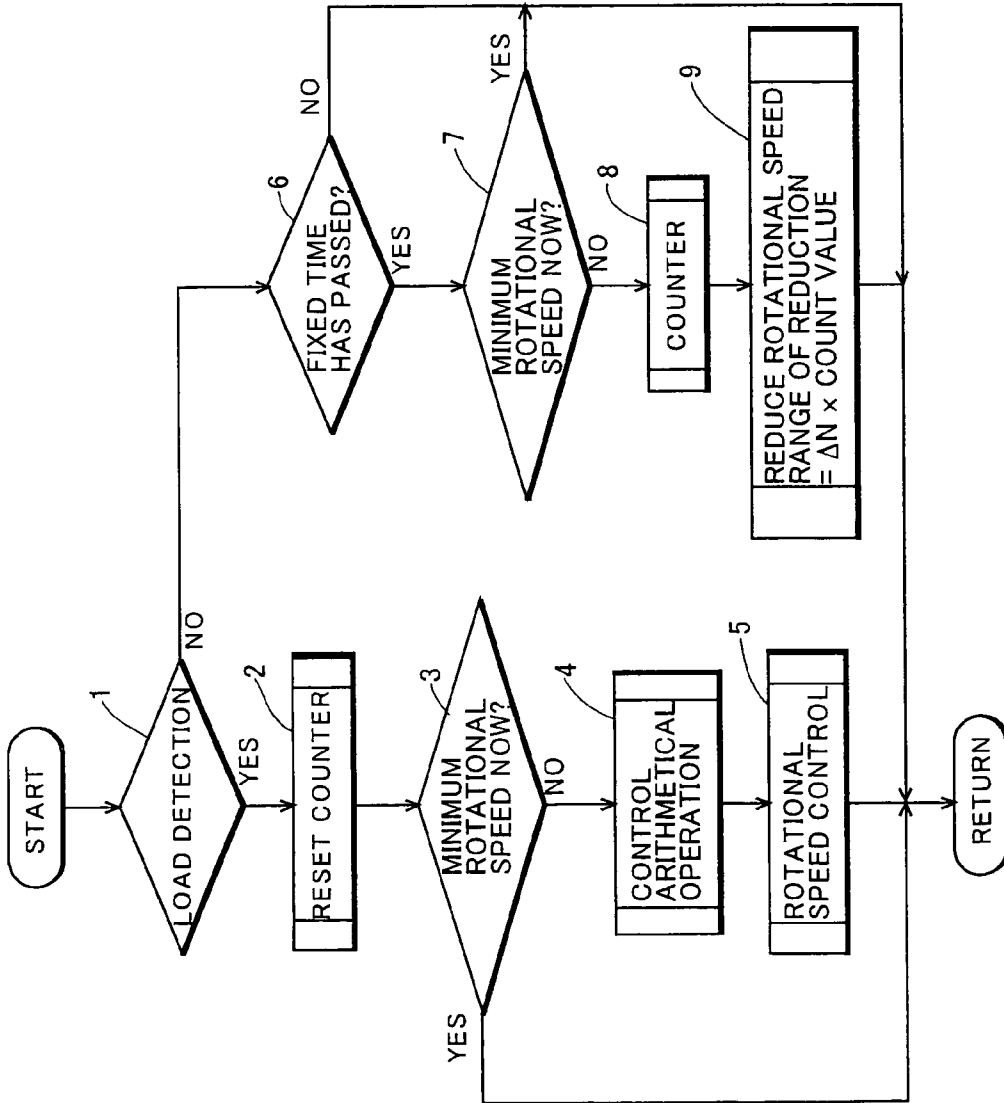 START
1
LOAD DETECTION
NO
YES
2
RESET COUNTER
3
MINIMUM
ROTATIONAL
SPEED NOW?
YES
NO
4
CONTROL
ARITHMETICAL
OPERATION
5
ROTATIONAL
SPEED CONTROL
RETURN
6
FIXED TIME
HAS PASSED?
NO
YES
7
MINIMUM
ROTATIONAL
SPEED NOW?
YES
NO
8
COUNTER
9
REDUCE ROTATIONAL SPEED
RANGE OF REDUCTION
= ΔN × COUNT VALUE